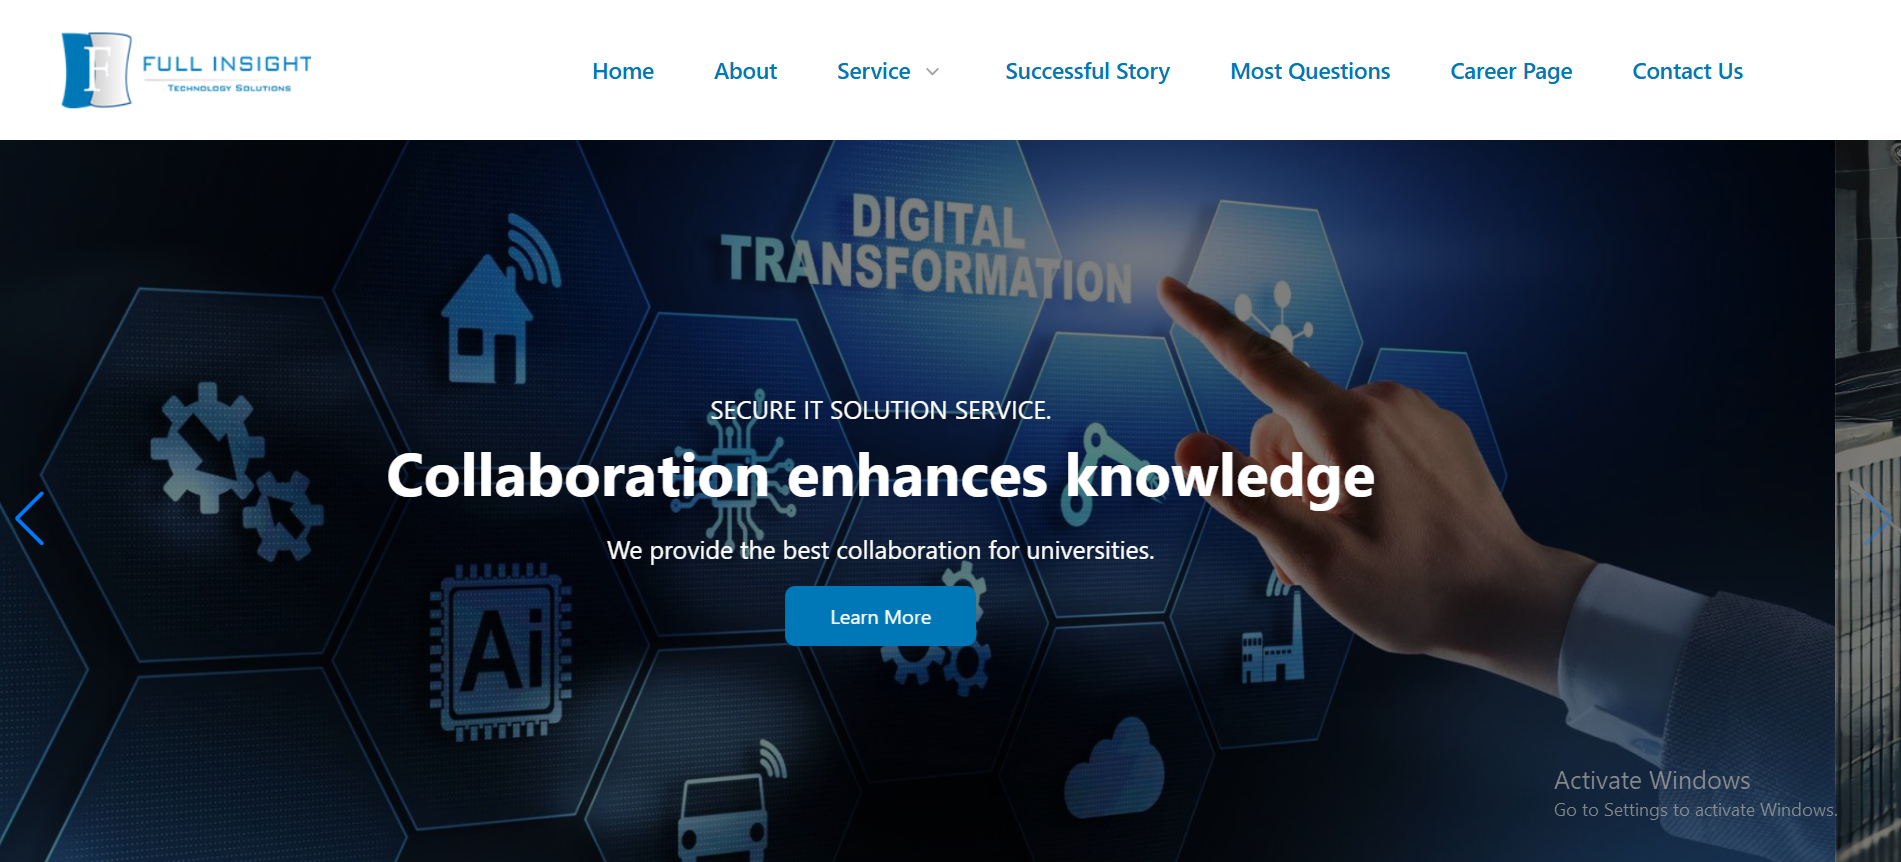 F
FULL INSIGHT
TECHNOLOGY SOLUTIONS
Home
About
Service
Successful Story
Most Questions
Career Page
Contact Us
DIGITAL
TRANSFORMATION
SECURE IT SOLUTION SERVICE.
Collaboration enhances knowledge
We provide the best collaboration for universities.
Learn More
Ai
Activate Windows
Go to Settings to activate Windows.